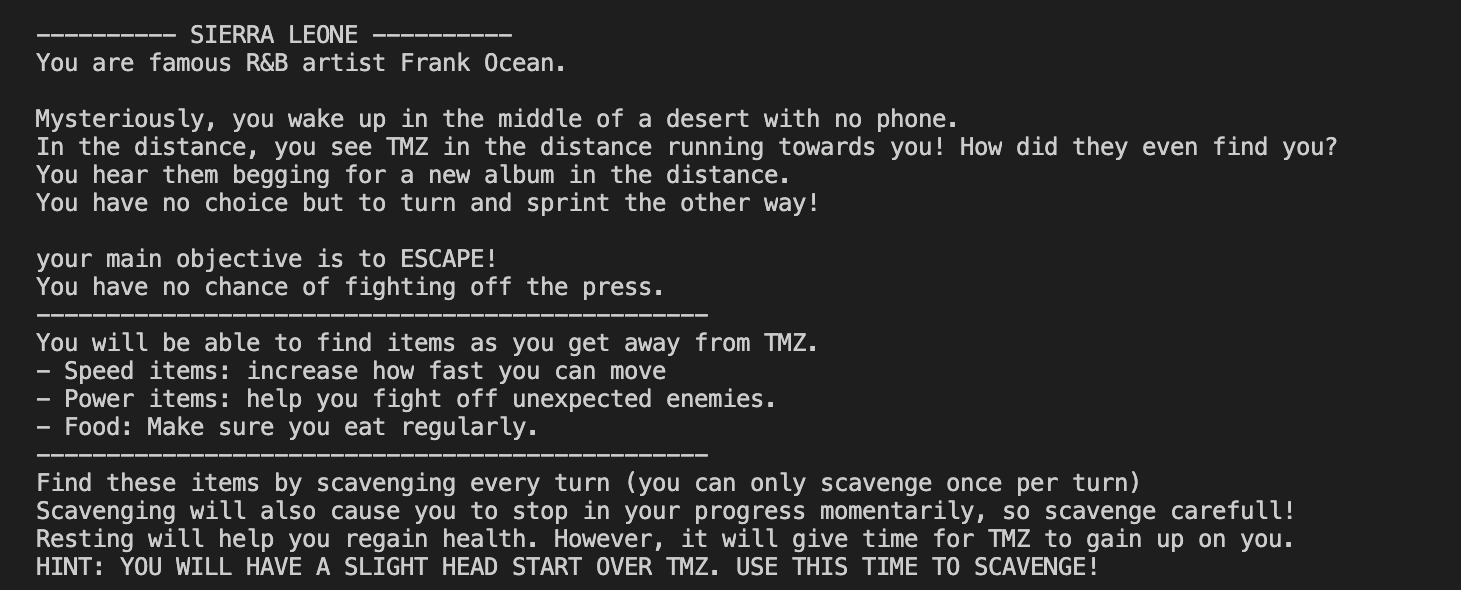 ---------- SIERRA LEONE ----------
You are famous R&B artist Frank Ocean.
Mysteriously, you wake up in the middle of a desert with no phone.
In the distance, you see TMZ in the distance running towards you! How did they even find you?
You hear them begging for a new album in the distance.
You have no choice but to turn and sprint the other way!
your main objective is to ESCAPE!
You have no chance of fighting off the press.
------------------------------------------------
You will be able to find items as you get away from TMZ.
- Speed items: increase how fast you can move
- Power items: help you fight off unexpected enemies.
- Food: Make sure you eat regularly.
------------------------------------------------
Find these items by scavenging every turn (you can only scavenge once per turn)
Scavenging will also cause you to stop in your progress momentarily, so scavenge carefull!
Resting will help you regain health. However, it will give time for TMZ to gain up on you.
HINT: YOU WILL HAVE A SLIGHT HEAD START OVER TMZ. USE THIS TIME TO SCAVENGE!